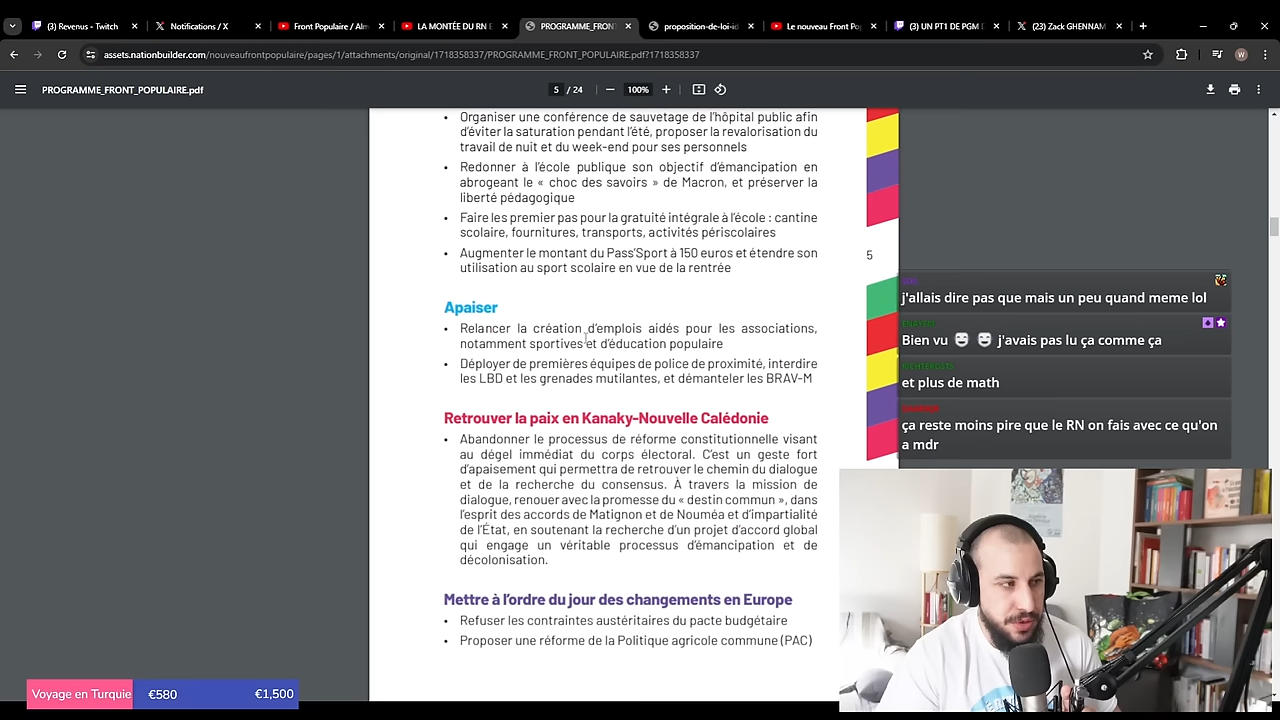 (3) Revenus - Twitch
Notifications / X
Front Populaire / Alm
LA MONTÉE DU RN E
PROGRAMME_FRONT
proposition-de-loi-id
Le nouveau Front Po
(3) UN PT1 DE PGM D
(23) Zack GHENNAM
assets.nationbuilder.com/nouveaufrontpopulaire/pages/1/attachments/original/1718358337/PROGRAMME_FRONT_POPULAIRE.pdf?1718358337
W
PROGRAMME_FRONT_POPULAIRE.pdf
5 / 24
100%
• Organiser une conférence de sauvetage de l'hôpital public afin
d'éviter la saturation pendant l'été, proposer la revalorisation du
travail de nuit et du week-end pour ses personnels
• Redonner à l'école publique son objectif d'émancipation en
abrogeant le « choc des savoirs » de Macron, et préserver la
liberté pédagogique
• Faire les premier pas pour la gratuité intégrale à l'école : cantine
scolaire, fournitures, transports, activités périscolaires
• Augmenter le montant du Pass'Sport à 150 euros et étendre son
utilisation au sport scolaire en vue de la rentrée
5
Apaiser
• Relancer la création d'emplois aidés pour les associations,
notamment sportives et d'éducation populaire
• Déployer de premières équipes de police de proximité, interdire
les LBD et les grenades mutilantes, et démanteler les BRAV-M
Retrouver la paix en Kanaky-Nouvelle Calédonie
• Abandonner le processus de réforme constitutionnelle visant
au dégel immédiat du corps électoral. C'est un geste fort
d'apaisement qui permettra de retrouver le chemin du dialogue
et de la recherche du consensus. À travers la mission de
dialogue, renouer avec la promesse du « destin commun », dans
l'esprit des accords de Matignon et de Nouméa et d'impartialité
de l'État, en soutenant la recherche d'un projet d'accord global
qui engage un véritable processus d'émancipation et de
décolonisation.
Mettre à l'ordre du jour des changements en Europe
• Refuser les contraintes austéritaires du pacte budgétaire
• Proposer une réforme de la Politique agricole commune (PAC)
j'allais dire pas que mais un peu quand meme lol
Bien vu j'avais pas lu ça comme ça
et plus de math
ça reste moins pire que le RN on fais avec ce qu'on
a mdr
Voyage en Turquie €580 €1,500